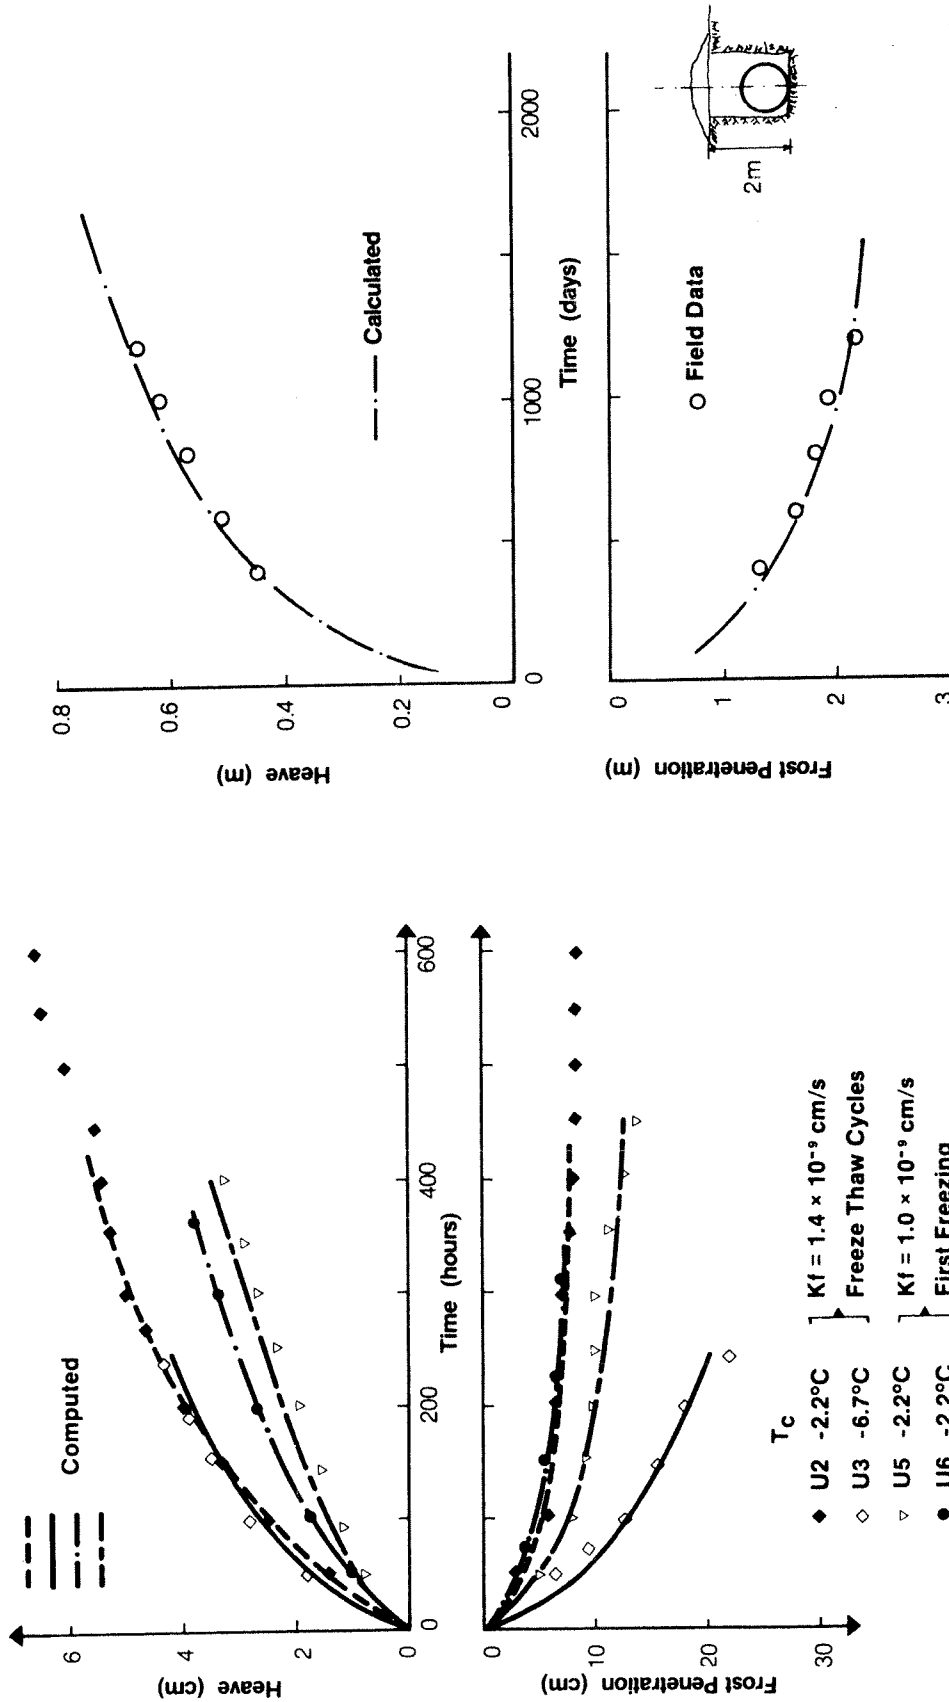 Computed
6
4
2
0
Heave (cm)
0
200
400
600
Time (hours)
0
10
20
30
Frost Penetration (cm)
Tc
U2 -2.2°C
U3 -6.7°C
U5 -2.2°C
U6 -2.2°C
Kf = 1.4 × 10⁻⁹ cm/s
Freeze Thaw Cycles
Kf = 1.0 × 10⁻⁹ cm/s
First Freezing
0.8
0.6
0.4
0.2
0
Heave (m)
Calculated
0
1000
2000
Time (days)
0
1
2
3
Frost Penetration (m)
Field Data
2m